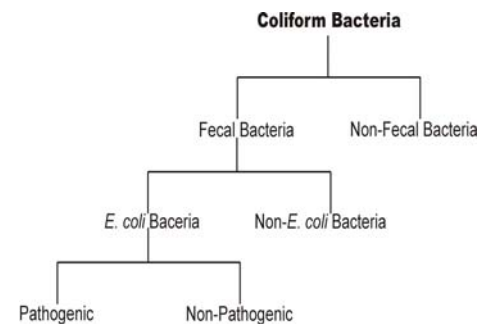 Coliform Bacteria
Fecal Bacteria Non-Fecal Bacteria
E. coli Baceria Non-E. coli Bacteria
Pathogenic Non-Pathogenic